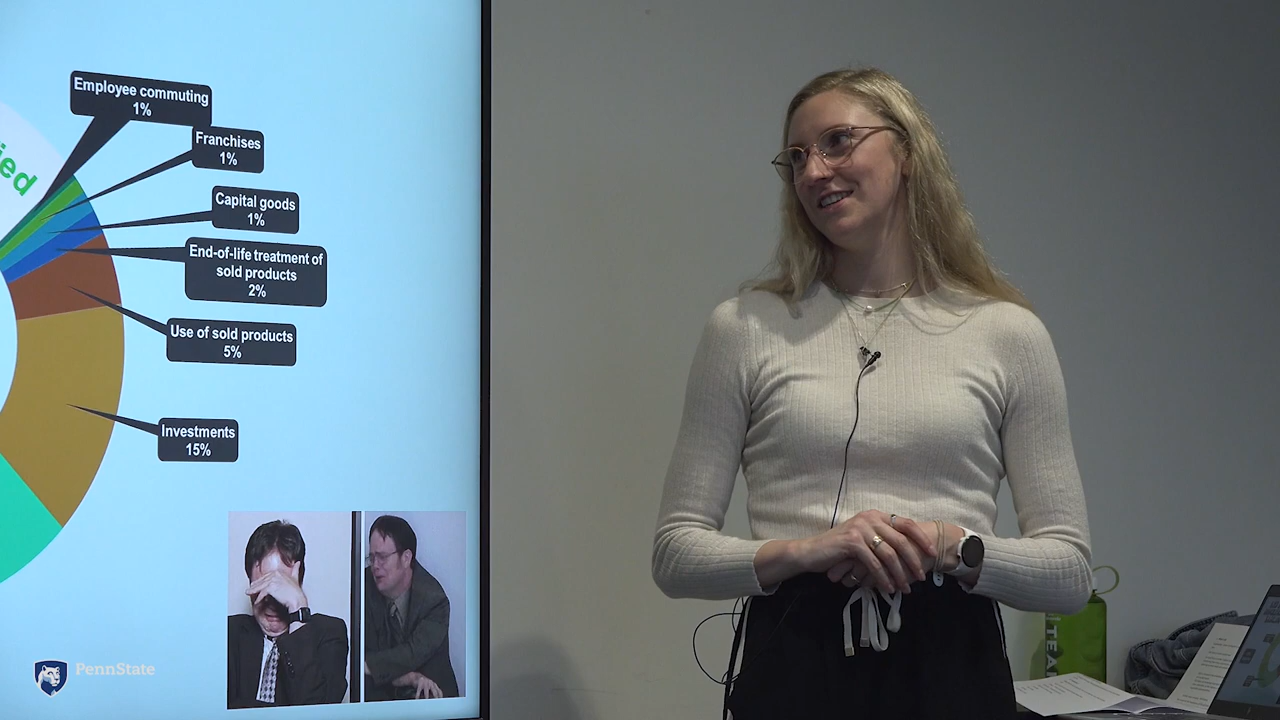 Employee commuting
1%
Franchises
1%
ied
Capital goods
1%
End-of-life treatment of
sold products
2%
Use of sold products
5%
Investments
15%
PennState
TEA